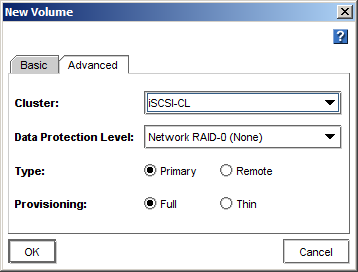 New Volume
?
Basic Advanced
Cluster: iSCSI-CL
Data Protection Level: Network RAID-0 (None)
Type: Primary Remote
Provisioning: Full Thin
OK Cancel